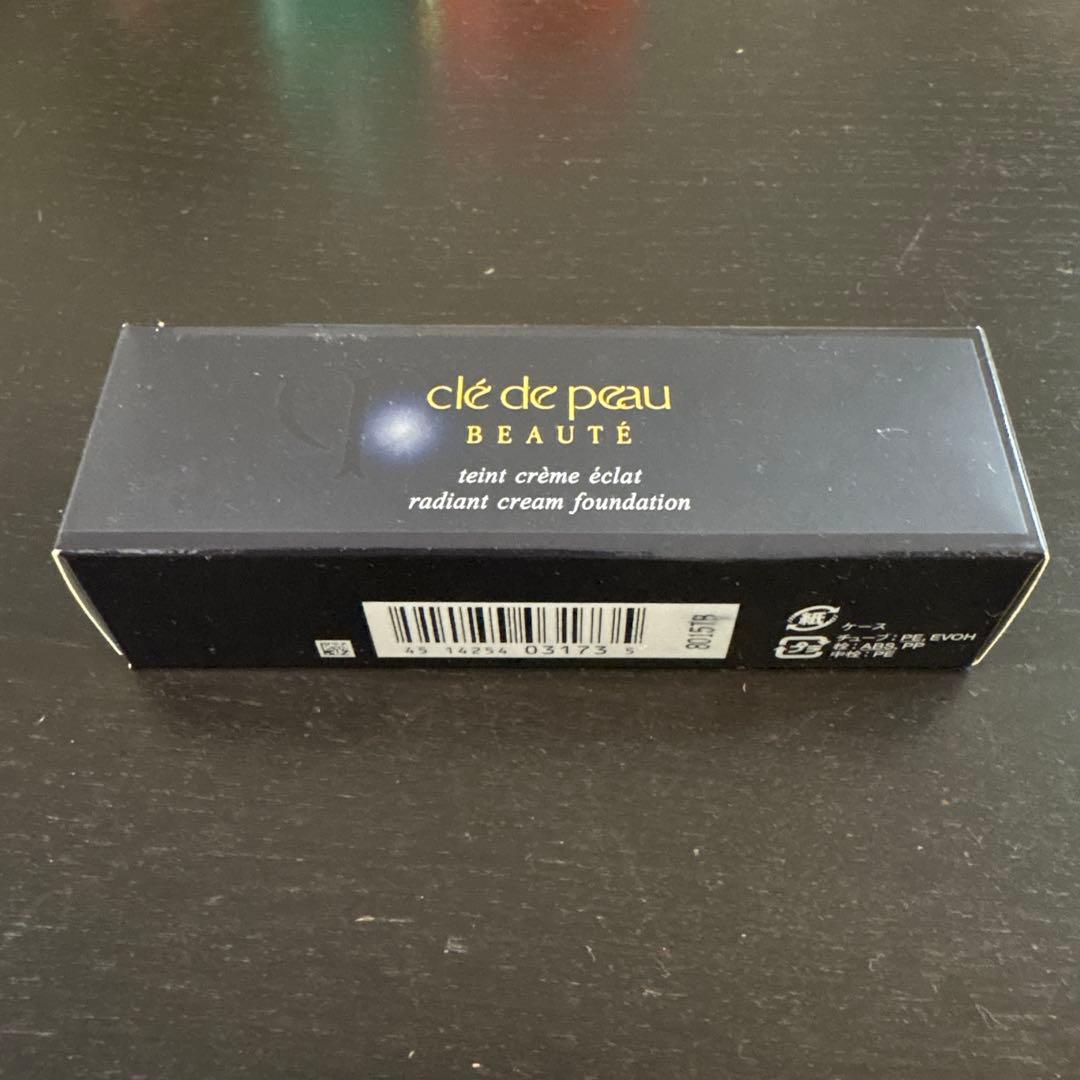 clé de peau
BEAUTÉ
teint crème éclat
radiant cream foundation
45 14254 03173 5
8015TB
紙
ケース
プラ
チューブ：PE, EVOH
栓：ABS, PP
中栓：PE